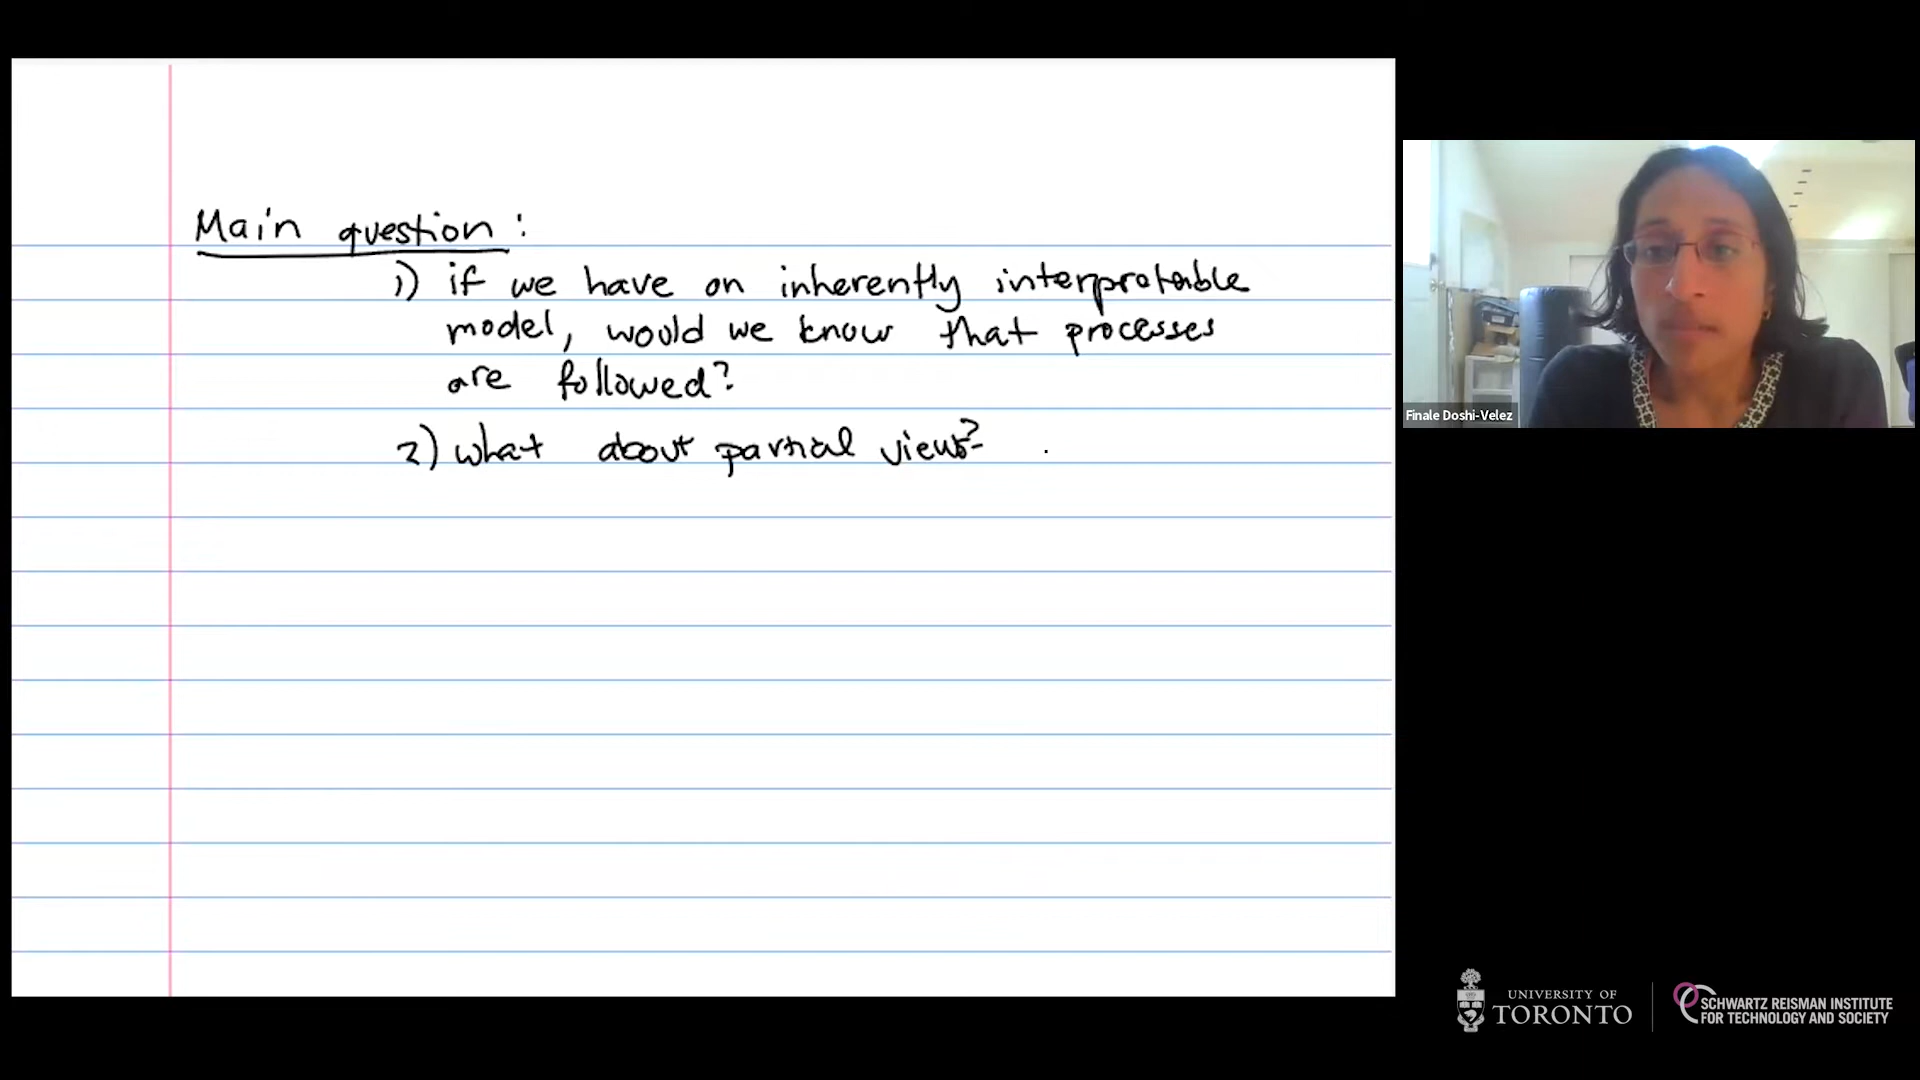 Main question:
1) if we have on inherently interpretable
model, would we know that processes
are followed?
2) what about partial views?
Finale Doshi-Velez
UNIVERSITY OF
TORONTO
SCHWARTZ REISMAN INSTITUTE
FOR TECHNOLOGY AND SOCIETY